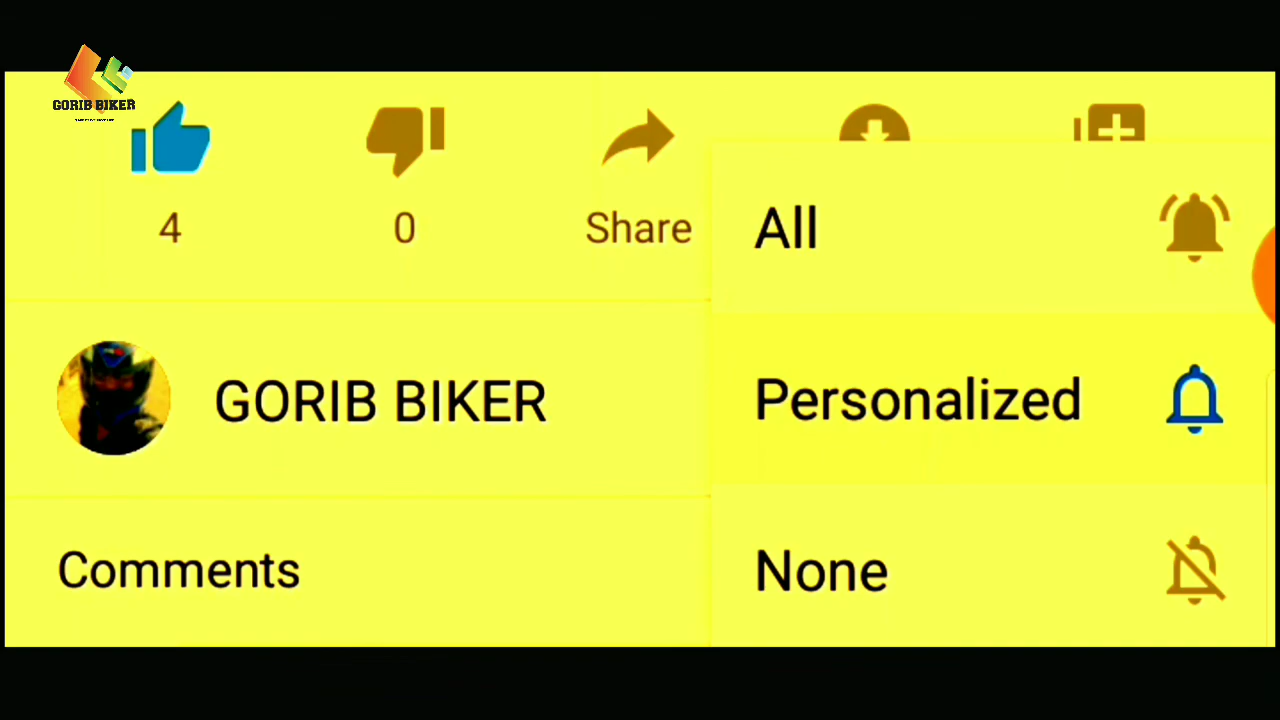 GORIB BIKER
4
0
Share
All
GORIB BIKER
Personalized
Comments
None